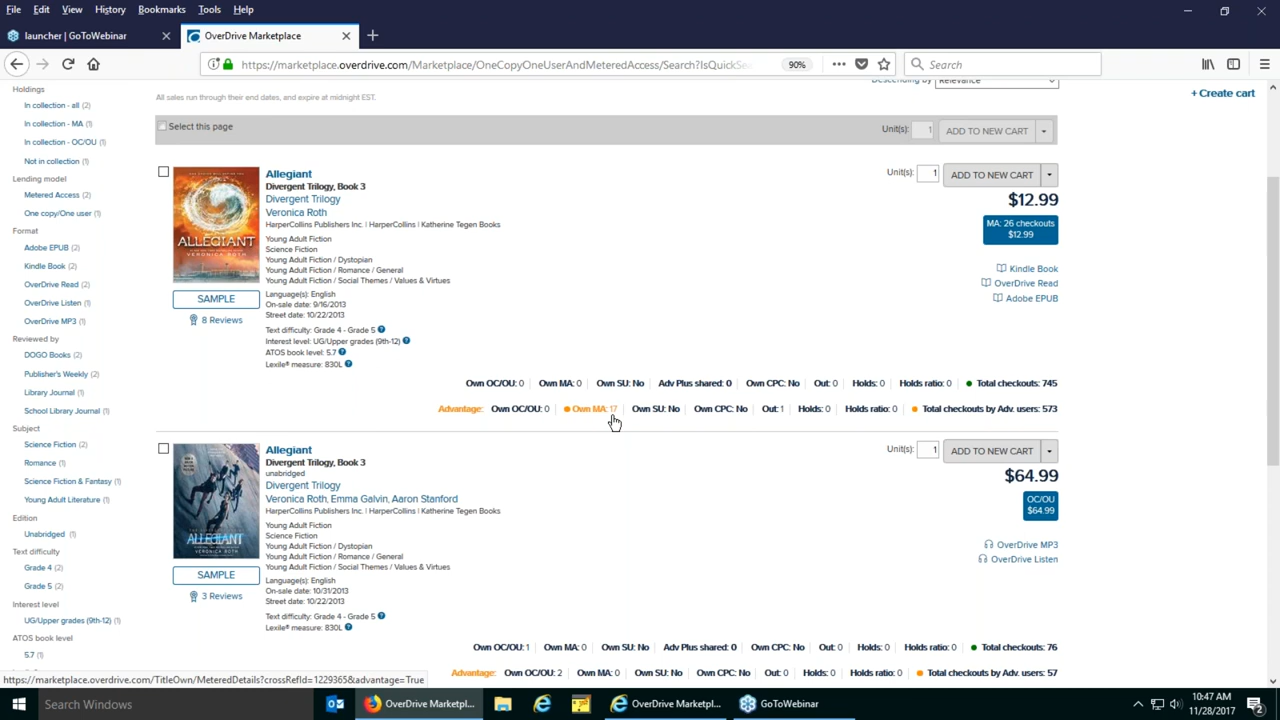 File Edit View History Bookmarks Tools Help
launcher | GoToWebinar
OverDrive Marketplace
https://marketplace.overdrive.com/Marketplace/OneCopyOneUserAndMeteredAccess/Search?IsQuickSea
90%
Search
Descending by Relevance
+ Create cart
All sales run through their end dates, and expire at midnight EST.
Select this page
Unit(s): 1 ADD TO NEW CART
Holdings
In collection - all (2)
In collection - MA (1)
In collection - OC/OU (1)
Not in collection (1)
Lending model
Metered Access (2)
One copy/One user (1)
Format
Adobe EPUB (2)
Kindle Book (2)
OverDrive Read (2)
OverDrive Listen (1)
OverDrive MP3 (1)
Reviewed by
DOGO Books (2)
Publisher's Weekly (2)
Library Journal (1)
School Library Journal (1)
Subject
Science Fiction (2)
Romance (1)
Science Fiction & Fantasy (1)
Young Adult Literature (1)
Edition
Unabridged (1)
Text difficulty
Grade 4 (2)
Grade 5 (2)
Interest level
UG/Upper grades (9th-12) (1)
ATOS book level
5.7 (1)
ALLEGIANT
VERONICA ROTH
SAMPLE
8 Reviews
Allegiant
Divergent Trilogy, Book 3
Divergent Trilogy
Veronica Roth
HarperCollins Publishers Inc. | HarperCollins | Katherine Tegen Books
Young Adult Fiction
Science Fiction
Young Adult Fiction / Dystopian
Young Adult Fiction / Romance / General
Young Adult Fiction / Social Themes / Values & Virtues
Language(s): English
On-sale date: 9/16/2013
Street date: 10/22/2013
Text difficulty: Grade 4 - Grade 5
Interest level: UG/Upper grades (9th-12)
ATOS book level: 5.7
Lexile® measure: 830L
Unit(s): 1 ADD TO NEW CART
$12.99
MA: 26 checkouts
$12.99
Kindle Book
OverDrive Read
Adobe EPUB
Own OC/OU: 0 Own MA: 0 Own SU: No Adv Plus shared: 0 Own CPC: No Out: 0 Holds: 0 Holds ratio: 0 Total checkouts: 745
Advantage: Own OC/OU: 0 Own MA: 17 Own SU: No Own CPC: No Out: 1 Holds: 0 Holds ratio: 0 Total checkouts by Adv. users: 573
ALLEGIANT
SAMPLE
3 Reviews
Allegiant
Divergent Trilogy, Book 3
unabridged
Divergent Trilogy
Veronica Roth, Emma Galvin, Aaron Stanford
HarperCollins Publishers Inc. | HarperCollins | Katherine Tegen Books
Young Adult Fiction
Science Fiction
Young Adult Fiction / Dystopian
Young Adult Fiction / Romance / General
Young Adult Fiction / Social Themes / Values & Virtues
Language(s): English
On-sale date: 10/31/2013
Street date: 10/22/2013
Text difficulty: Grade 4 - Grade 5
Lexile® measure: 830L
Unit(s): 1 ADD TO NEW CART
$64.99
OC/OU
$64.99
OverDrive MP3
OverDrive Listen
Own OC/OU: 1 Own MA: 0 Own SU: No Adv Plus shared: 0 Own CPC: No Out: 0 Holds: 0 Holds ratio: 0 Total checkouts: 76
Advantage: Own OC/OU: 2 Own MA: 0 Own SU: No Own CPC: No Out: 0 Holds: 0 Holds ratio: 0 Total checkouts by Adv. users: 57
https://marketplace.overdrive.com/TitleOwn/MeteredDetails?crossRefId=1229365&advantage=True
Search Windows
OverDrive Marketpl...
OverDrive Marketpl...
GoToWebinar
10:47 AM
11/28/2017
2